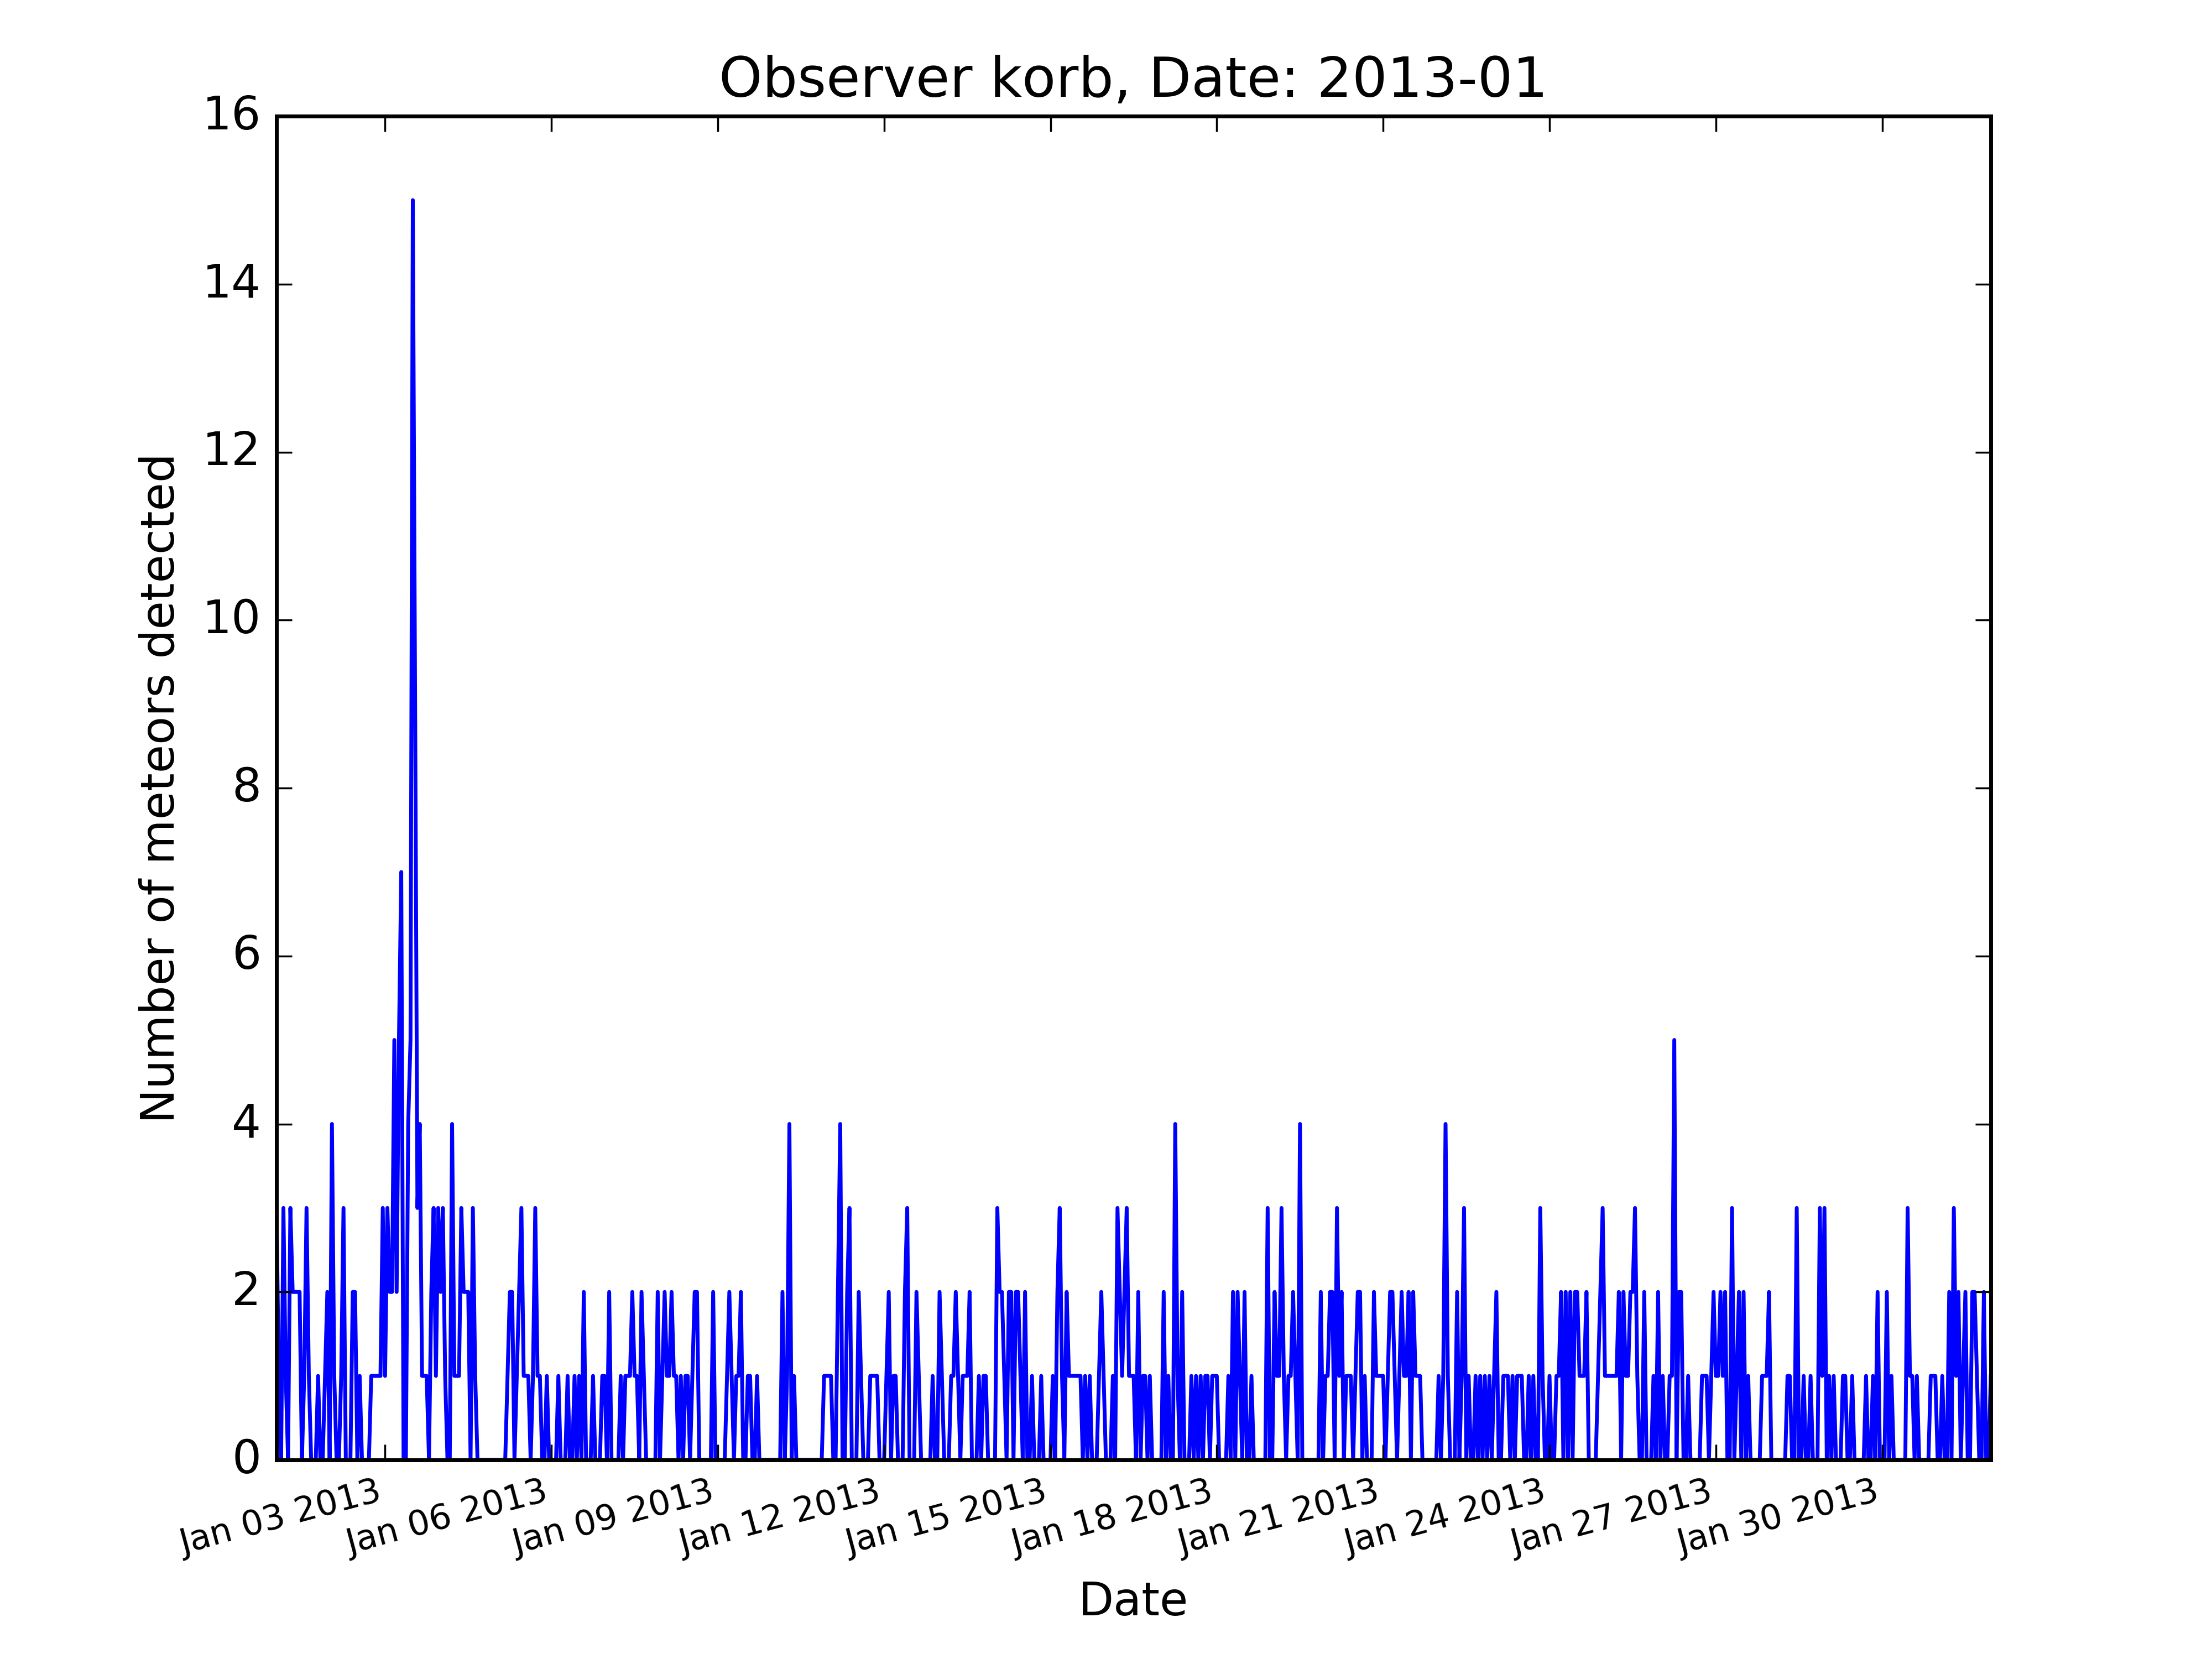 Observer korb, Date: 2013-01
16
14
12
10
8
6
4
2
0
Number of meteors detected
Jan 03 2013
Jan 06 2013
Jan 09 2013
Jan 12 2013
Jan 15 2013
Jan 18 2013
Jan 21 2013
Jan 24 2013
Jan 27 2013
Jan 30 2013
Date